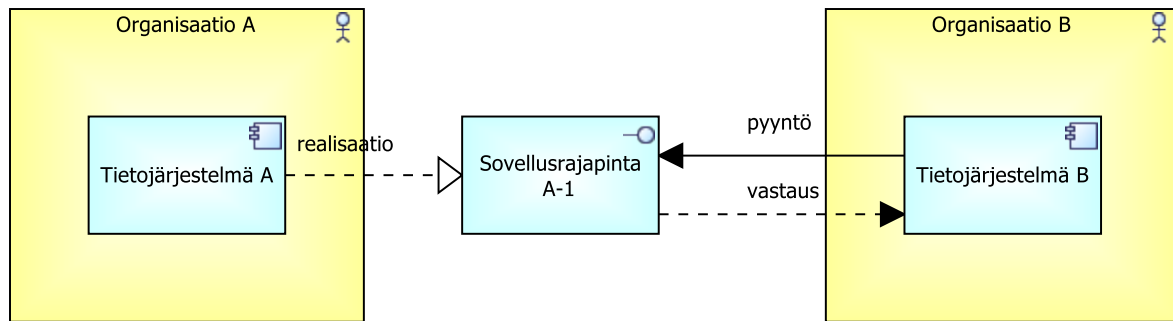 Organisaatio A
Organisaatio B
pyyntö
realisaatio
Tietojärjestelmä A
Sovellusrajapinta
A-1
Tietojärjestelmä B
vastaus